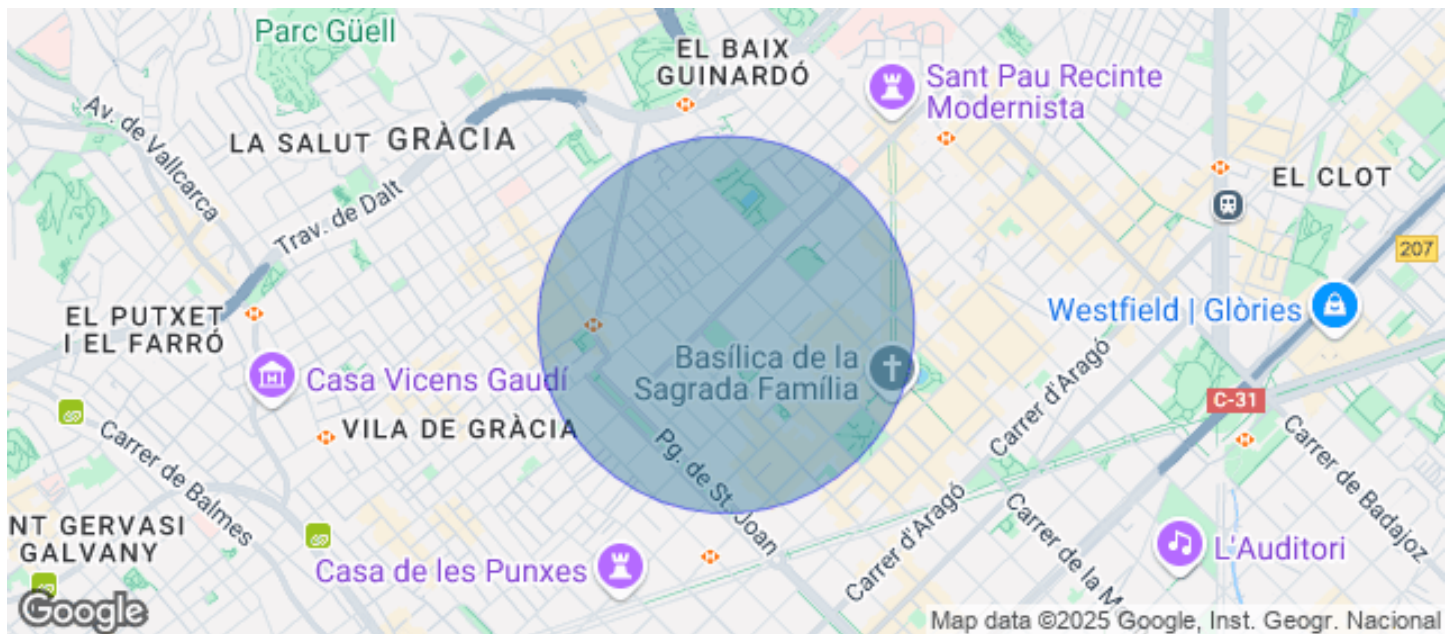 Parc Güell
EL BAIX
GUINARDÓ
Sant Pau Recinte
Modernista
Av. de Vallcarca
LA SALUT
GRÀCIA
EL CLOT
Trav. de Dalt
207
EL PUTXET
I EL FARRÓ
Westfield | Glòries
Basílica de la
Sagrada Família
Casa Vicens Gaudí
Carrer d'Aragó
C-31
VILA DE GRÀCIA
Pg. de St. Joan
Carrer de Balmes
Carrer de Badajoz
NT GERVASI
GALVANY
Carrer d'Aragó
Carrer de la M
L'Auditori
Casa de les Punxes
Google
Map data ©2025 Google, Inst. Geogr. Nacional